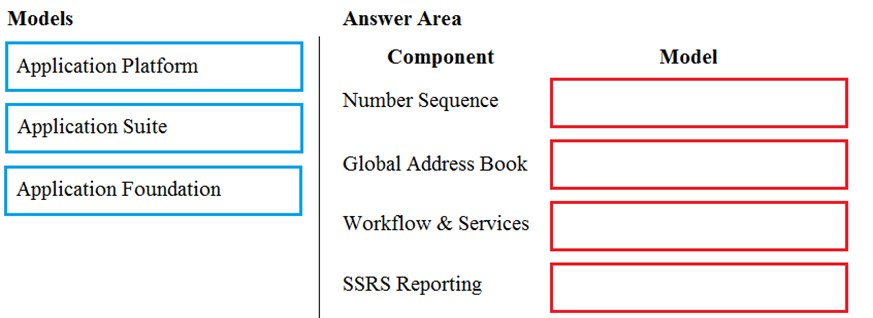 Models
Application Platform
Application Suite
Application Foundation
Answer Area
Component Model
Number Sequence
Global Address Book
Workflow & Services
SSRS Reporting